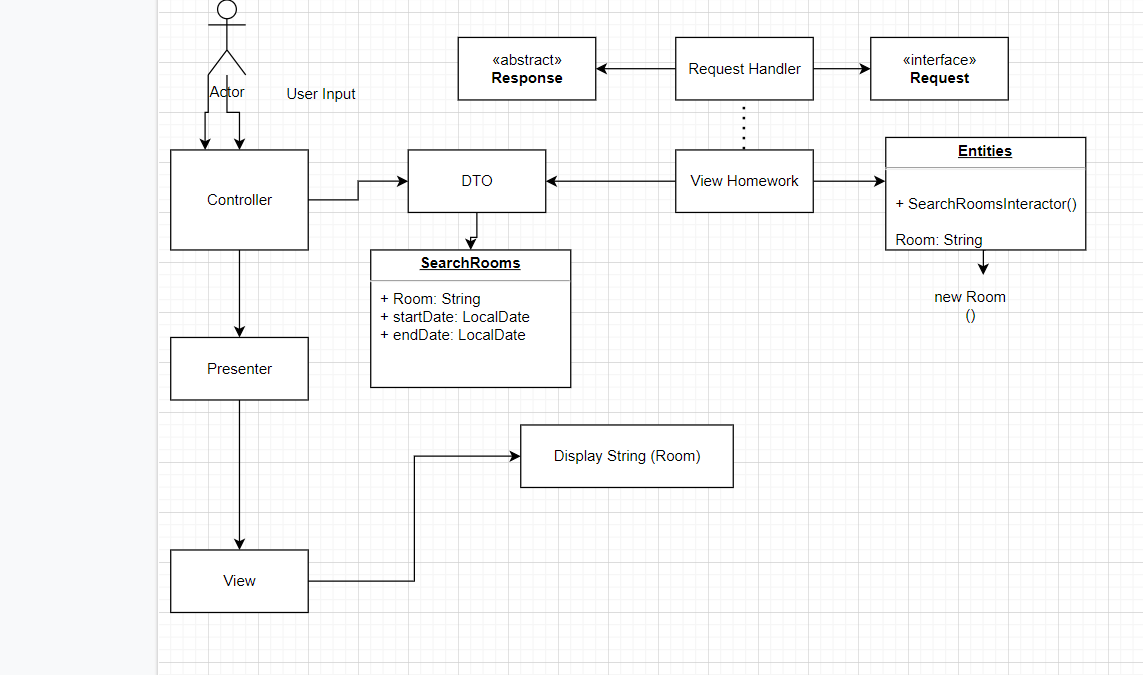 «abstract»
Response
Request Handler
«interface»
Request
Actor
User Input
Controller
DTO
View Homework
Entities
+ SearchRoomsInteractor()
Room: String
SearchRooms
+ Room: String
+ startDate: LocalDate
+ endDate: LocalDate
new Room
()
Presenter
Display String (Room)
View